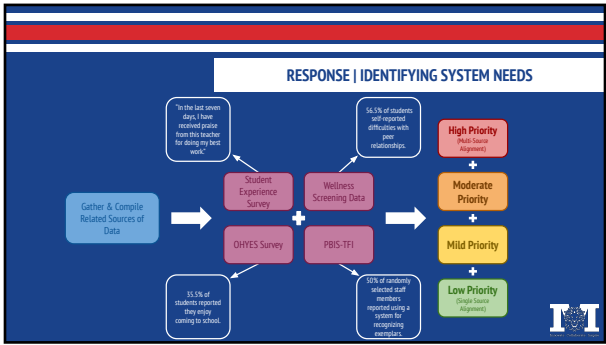 RESPONSE | IDENTIFYING SYSTEM NEEDS
"In the last seven
days, I have
received praise
from this teacher
for doing my best
work."
56.5% of students
self-reported
difficulties with
peer
relationships.
High Priority
(Multi-Source
Alignment)
Student
Experience
Survey
Wellness
Screening Data
Moderate
Priority
Gather & Compile
Related Sources of
Data
OHYES Survey
PBIS-TFI
Mild Priority
35.5% of
students reported
they enjoy
coming to school.
50% of randomly
selected staff
members
reported using a
system for
recognizing
exemplars.
Low Priority
(Single Source
Alignment)